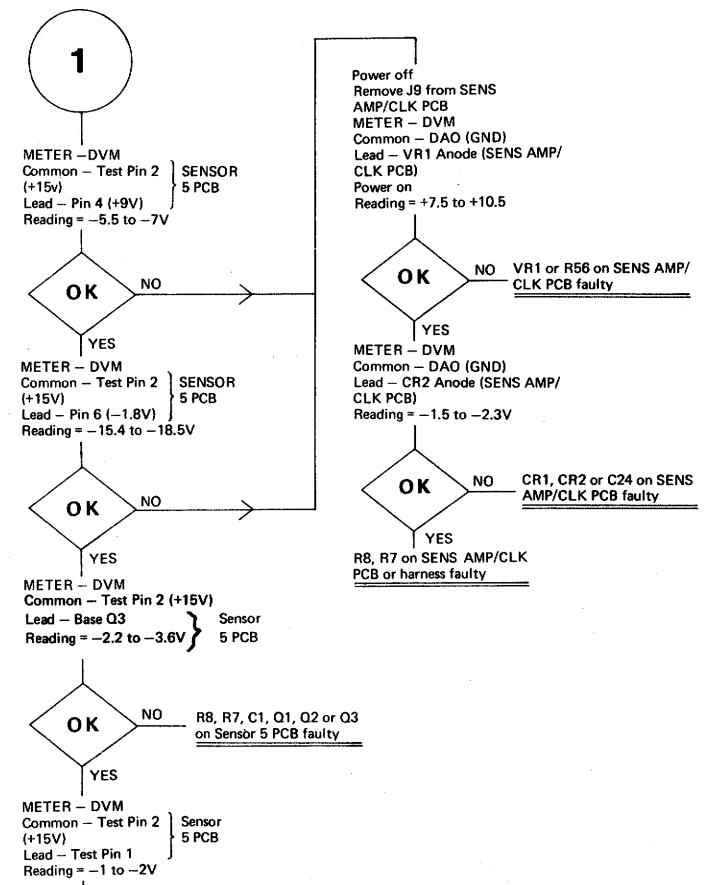 1
METER – DVM
Common – Test Pin 2
(+15v)
Lead – Pin 4 (+9V)
Reading = –5.5 to –7V
SENSOR
5 PCB
OK
NO
YES
METER – DVM
Common – Test Pin 2
(+15V)
Lead – Pin 6 (–1.8V)
Reading = –15.4 to –18.5V
SENSOR
5 PCB
OK
NO
YES
METER – DVM
Common – Test Pin 2 (+15V)
Lead – Base Q3
Reading = –2.2 to –3.6V
Sensor
5 PCB
OK
NO
R8, R7, C1, Q1, Q2 or Q3
on Sensor 5 PCB faulty
YES
METER – DVM
Common – Test Pin 2
(+15V)
Lead – Test Pin 1
Reading = –1 to –2V
Sensor
5 PCB
Power off
Remove J9 from SENS
AMP/CLK PCB
METER – DVM
Common – DAO (GND)
Lead – VR1 Anode (SENS AMP/
CLK PCB)
Power on
Reading = +7.5 to +10.5
OK
NO
VR1 or R56 on SENS AMP/
CLK PCB faulty
YES
METER – DVM
Common – DAO (GND)
Lead – CR2 Anode (SENS AMP/
CLK PCB)
Reading = –1.5 to –2.3V
OK
NO
CR1, CR2 or C24 on SENS
AMP/CLK PCB faulty
YES
R8, R7 on SENS AMP/CLK
PCB or harness faulty